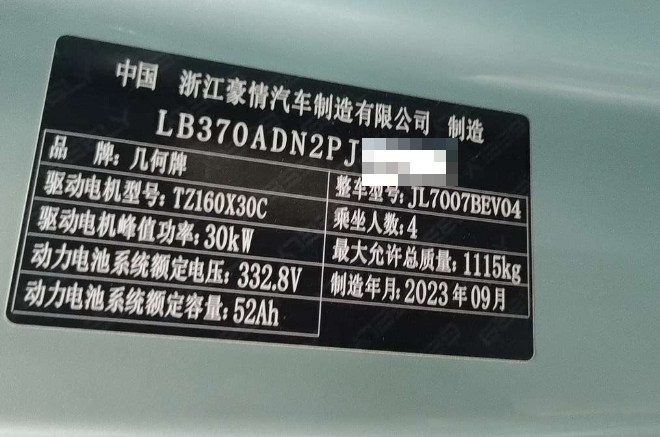 中国 浙江豪情汽车制造有限公司 制造
LB370ADN2PJ
品 牌:几何牌
整车型号:JL7007BEV04
驱动电机型号:TZ160X30C
乘坐人数:4
驱动电机峰值功率:30kW
最大允许总质量:1115kg
动力电池系统额定电压:332.8V
制造年月:2023年09月
动力电池系统额定容量:52Ah